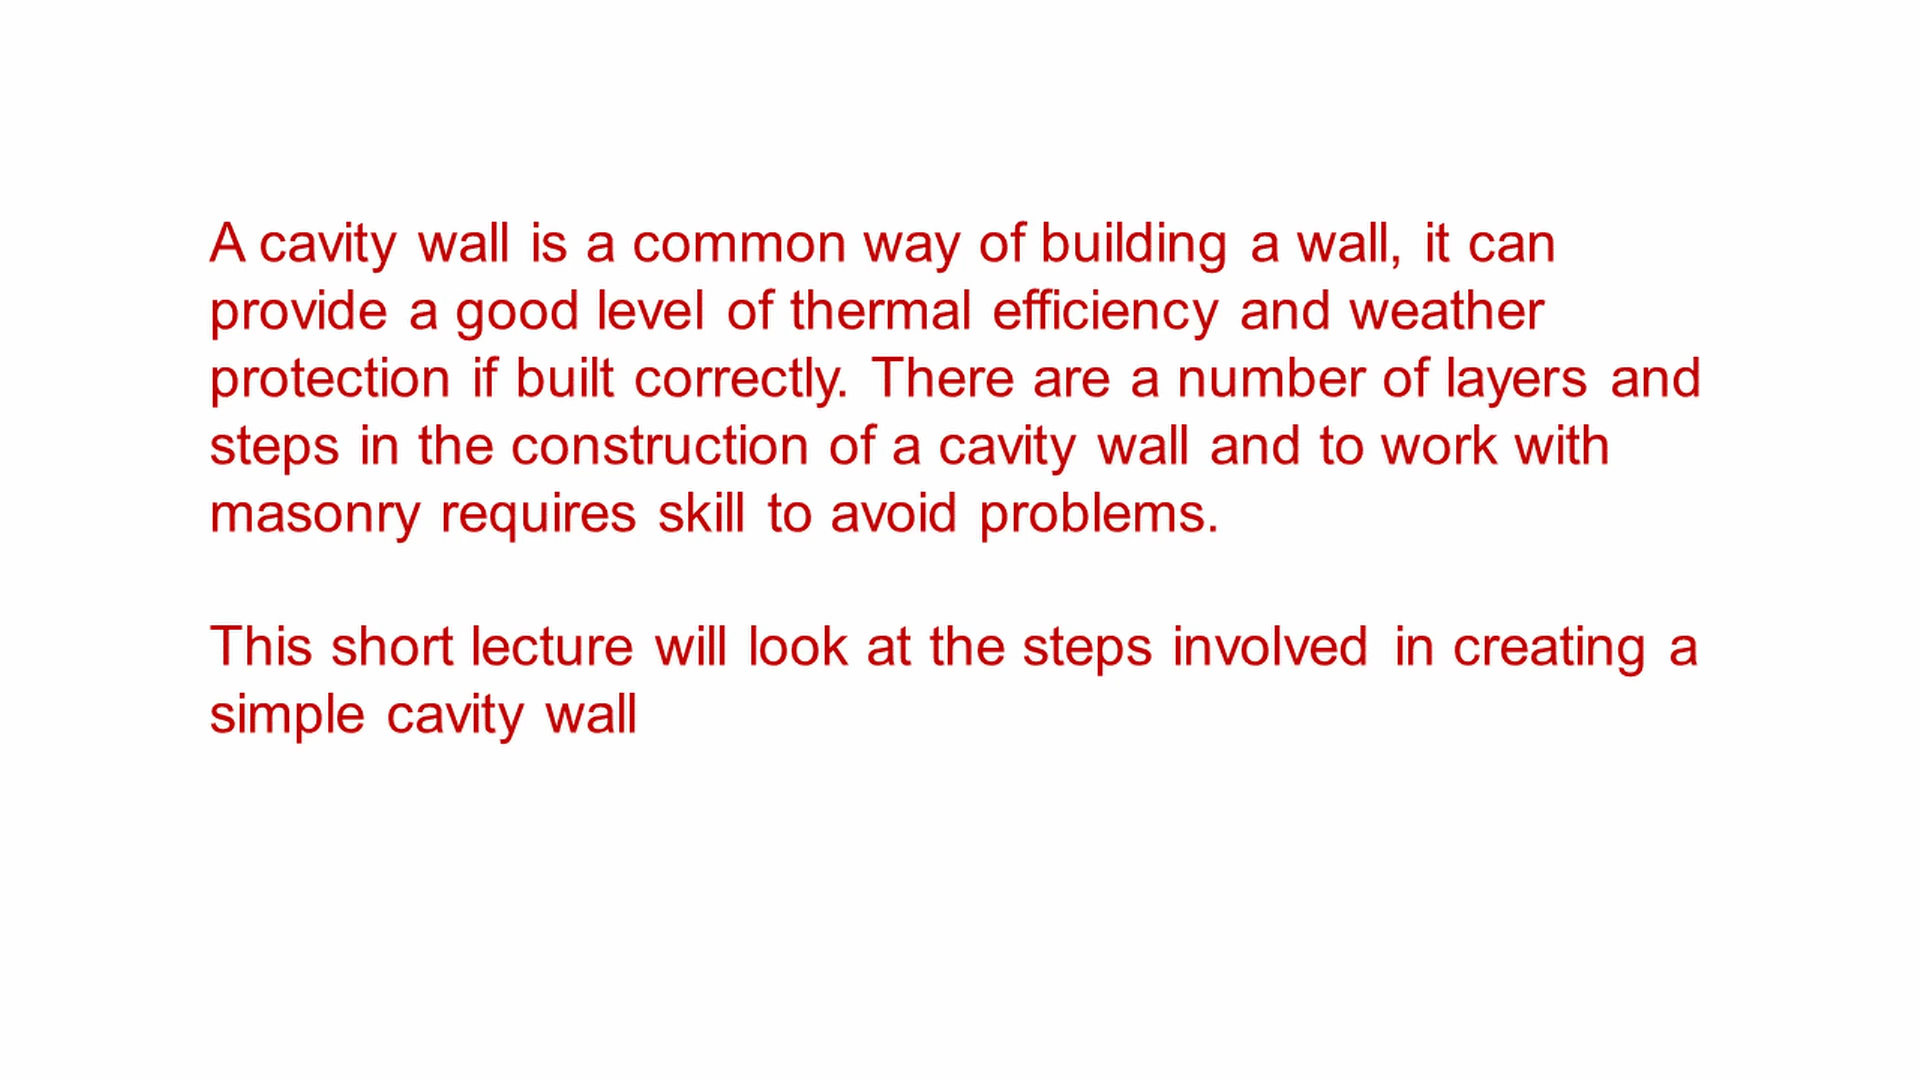 A cavity wall is a common way of building a wall, it can
provide a good level of thermal efficiency and weather
protection if built correctly. There are a number of layers and
steps in the construction of a cavity wall and to work with
masonry requires skill to avoid problems.
This short lecture will look at the steps involved in creating a
simple cavity wall